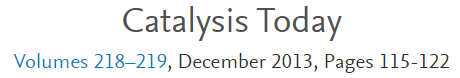 Catalysis Today
Volumes 218–219, December 2013, Pages 115-122